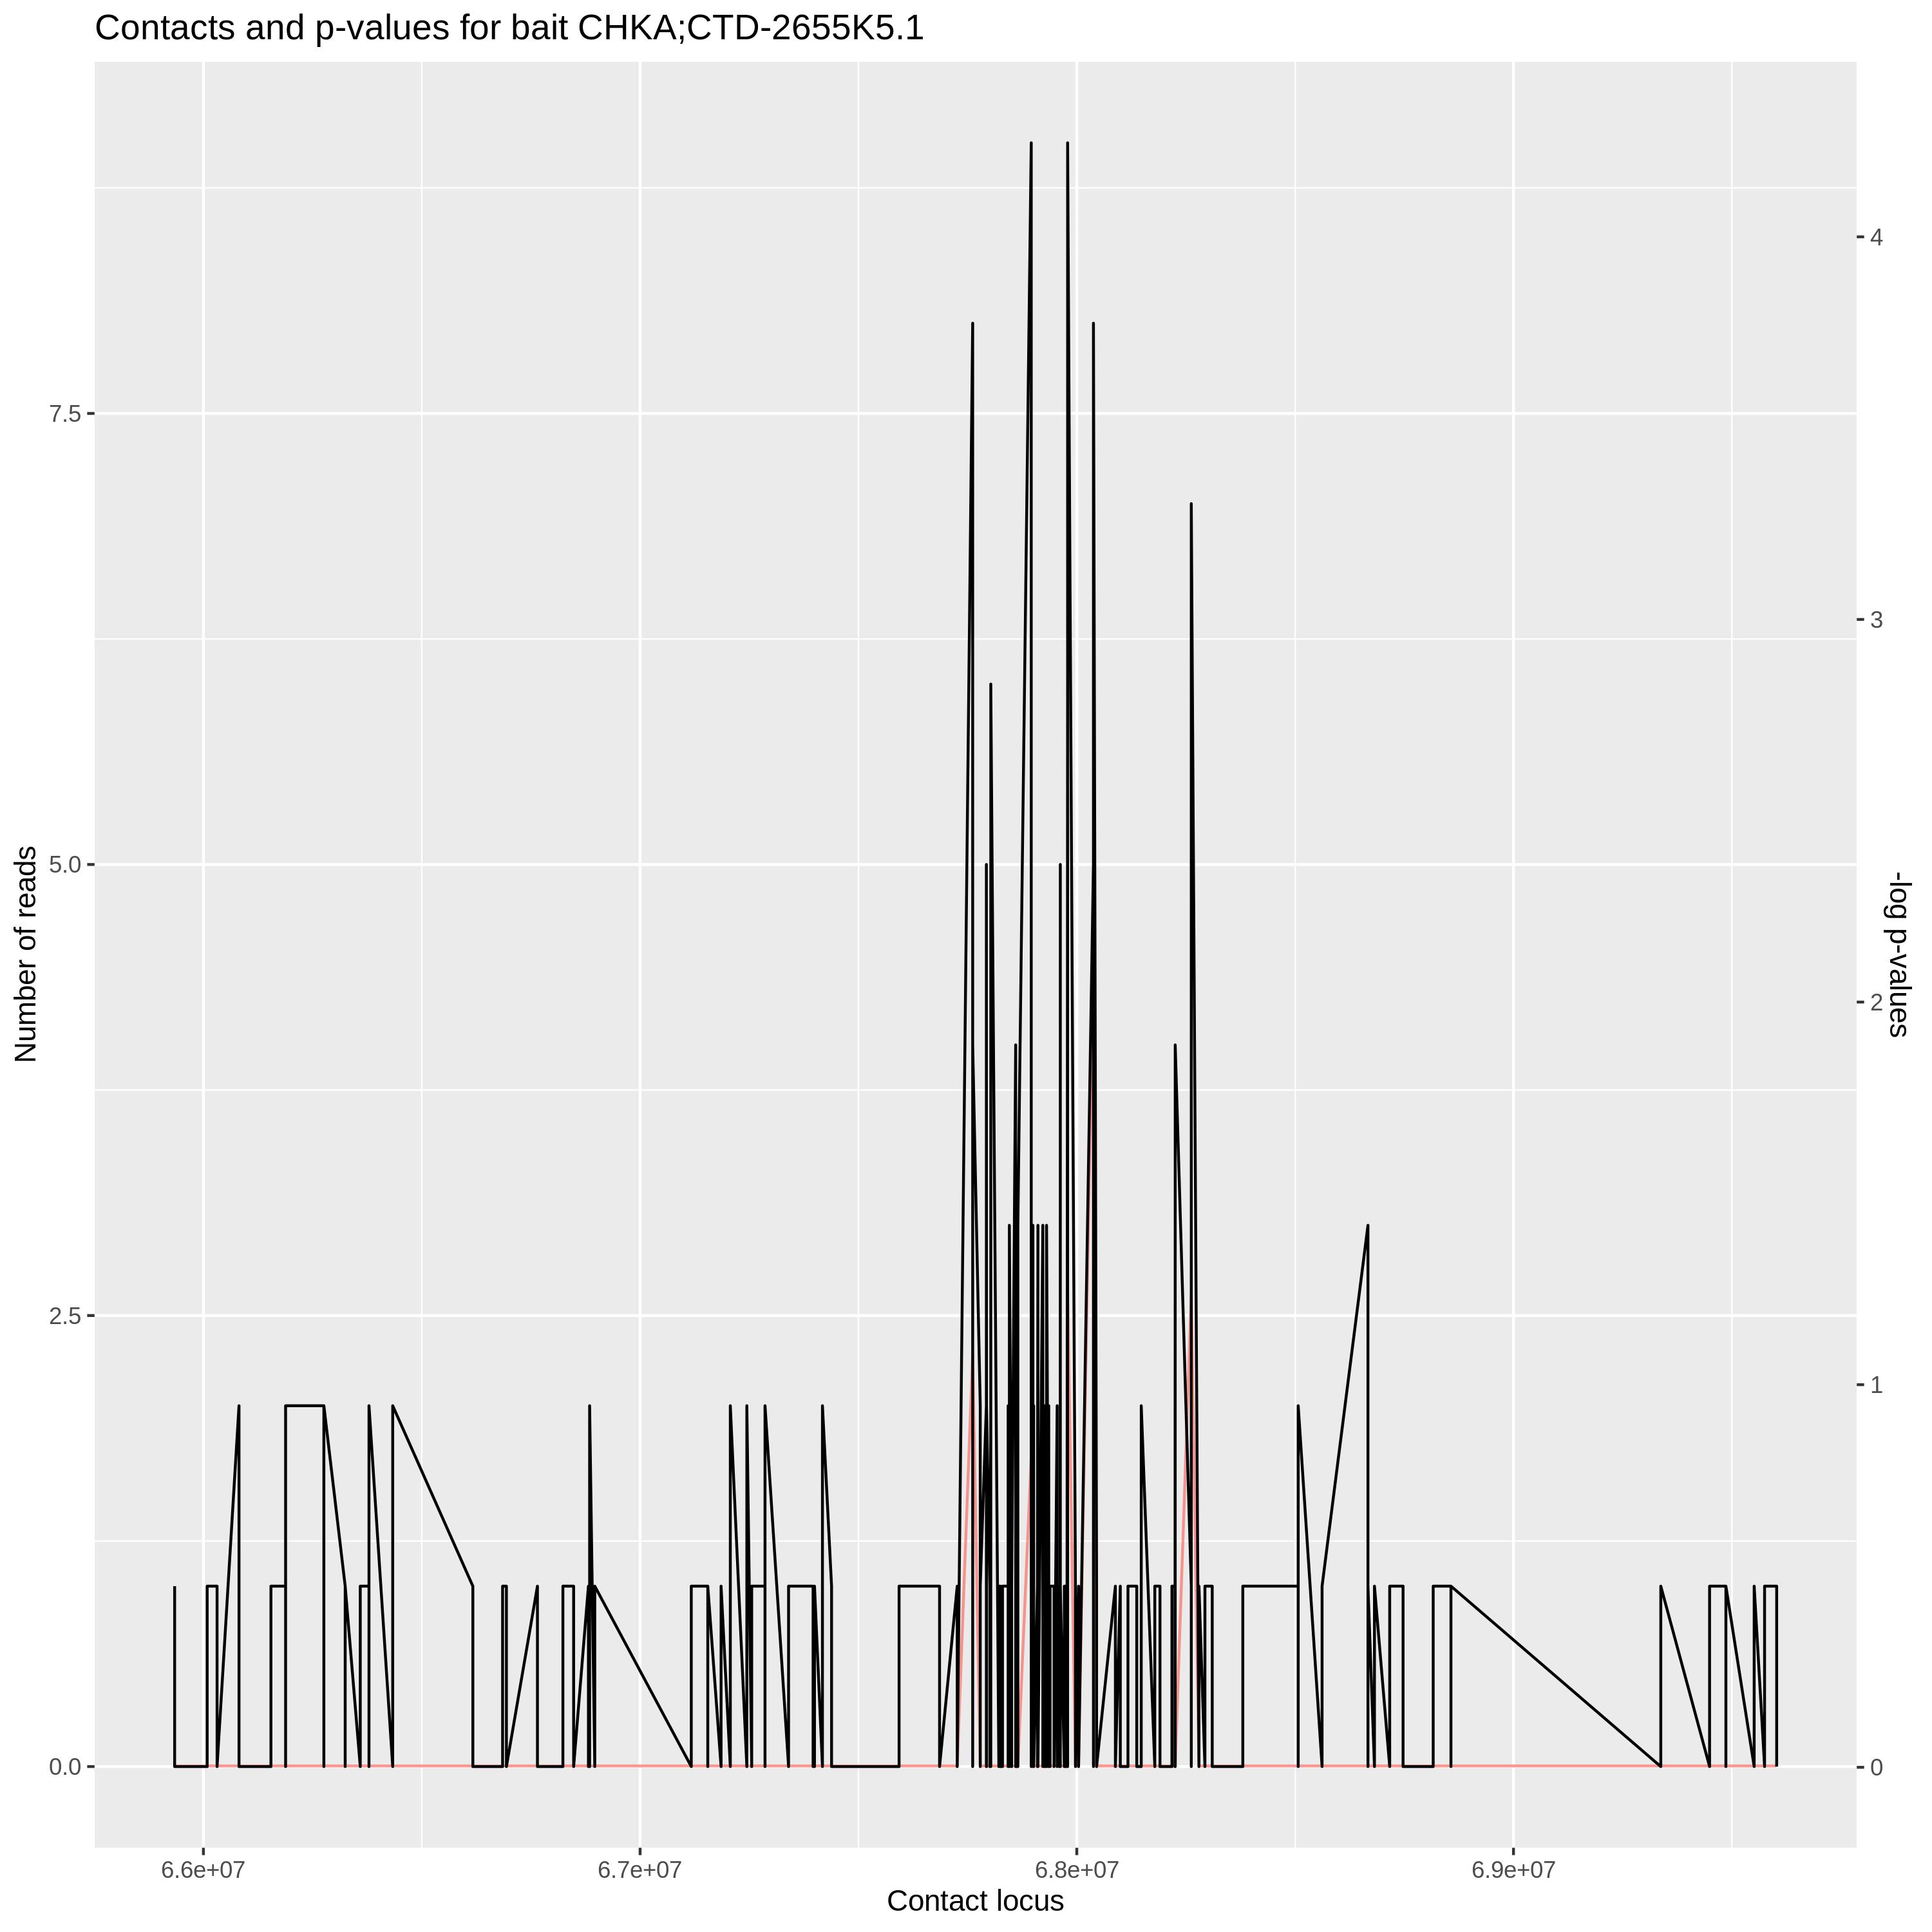 Contacts and p-values for bait CHKA;CTD-2655K5.1
Number of reads
7.5
5.0
2.5
0.0
4
3
2
1
0
-log p-values
6.6e+07
6.7e+07
6.8e+07
6.9e+07
Contact locus